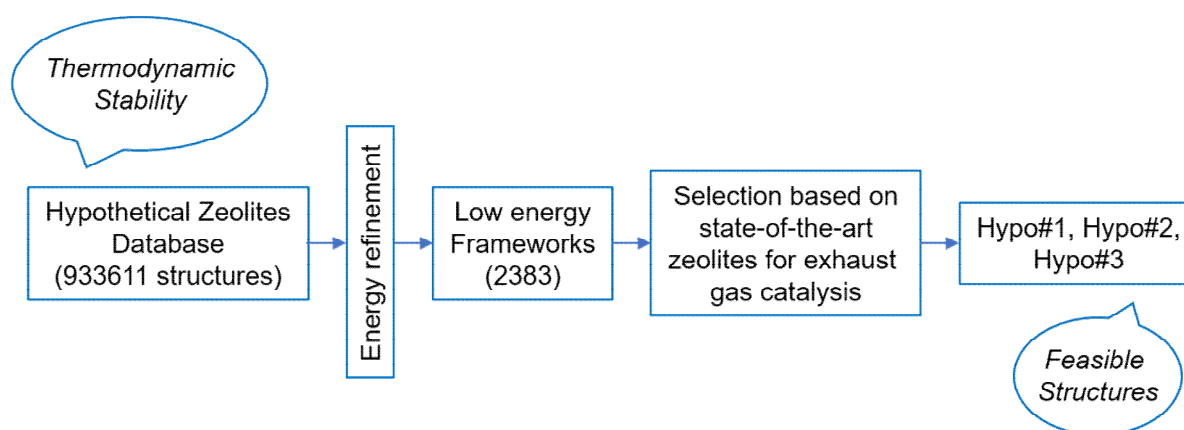 Thermodynamic
Stability
Hypothetical Zeolites
Database
(933611 structures)
Energy refinement
Low energy
Frameworks
(2383)
Selection based on
state-of-the-art
zeolites for exhaust
gas catalysis
Hypo#1, Hypo#2,
Hypo#3
Feasible
Structures